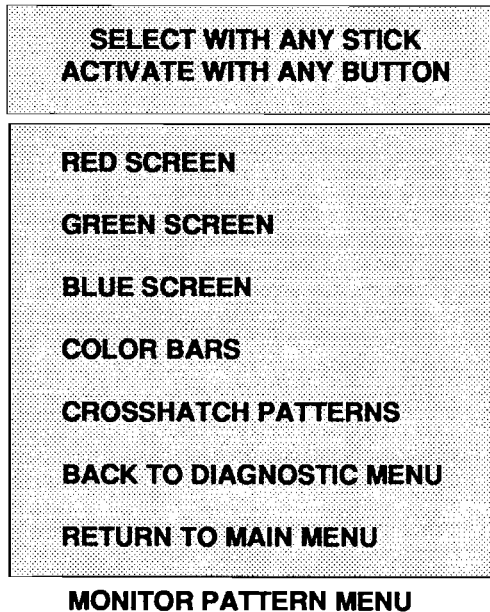 SELECT WITH ANY STICK
ACTIVATE WITH ANY BUTTON
RED SCREEN
GREEN SCREEN
BLUE SCREEN
COLOR BARS
CROSSHATCH PATTERNS
BACK TO DIAGNOSTIC MENU
RETURN TO MAIN MENU
MONITOR PATTERN MENU